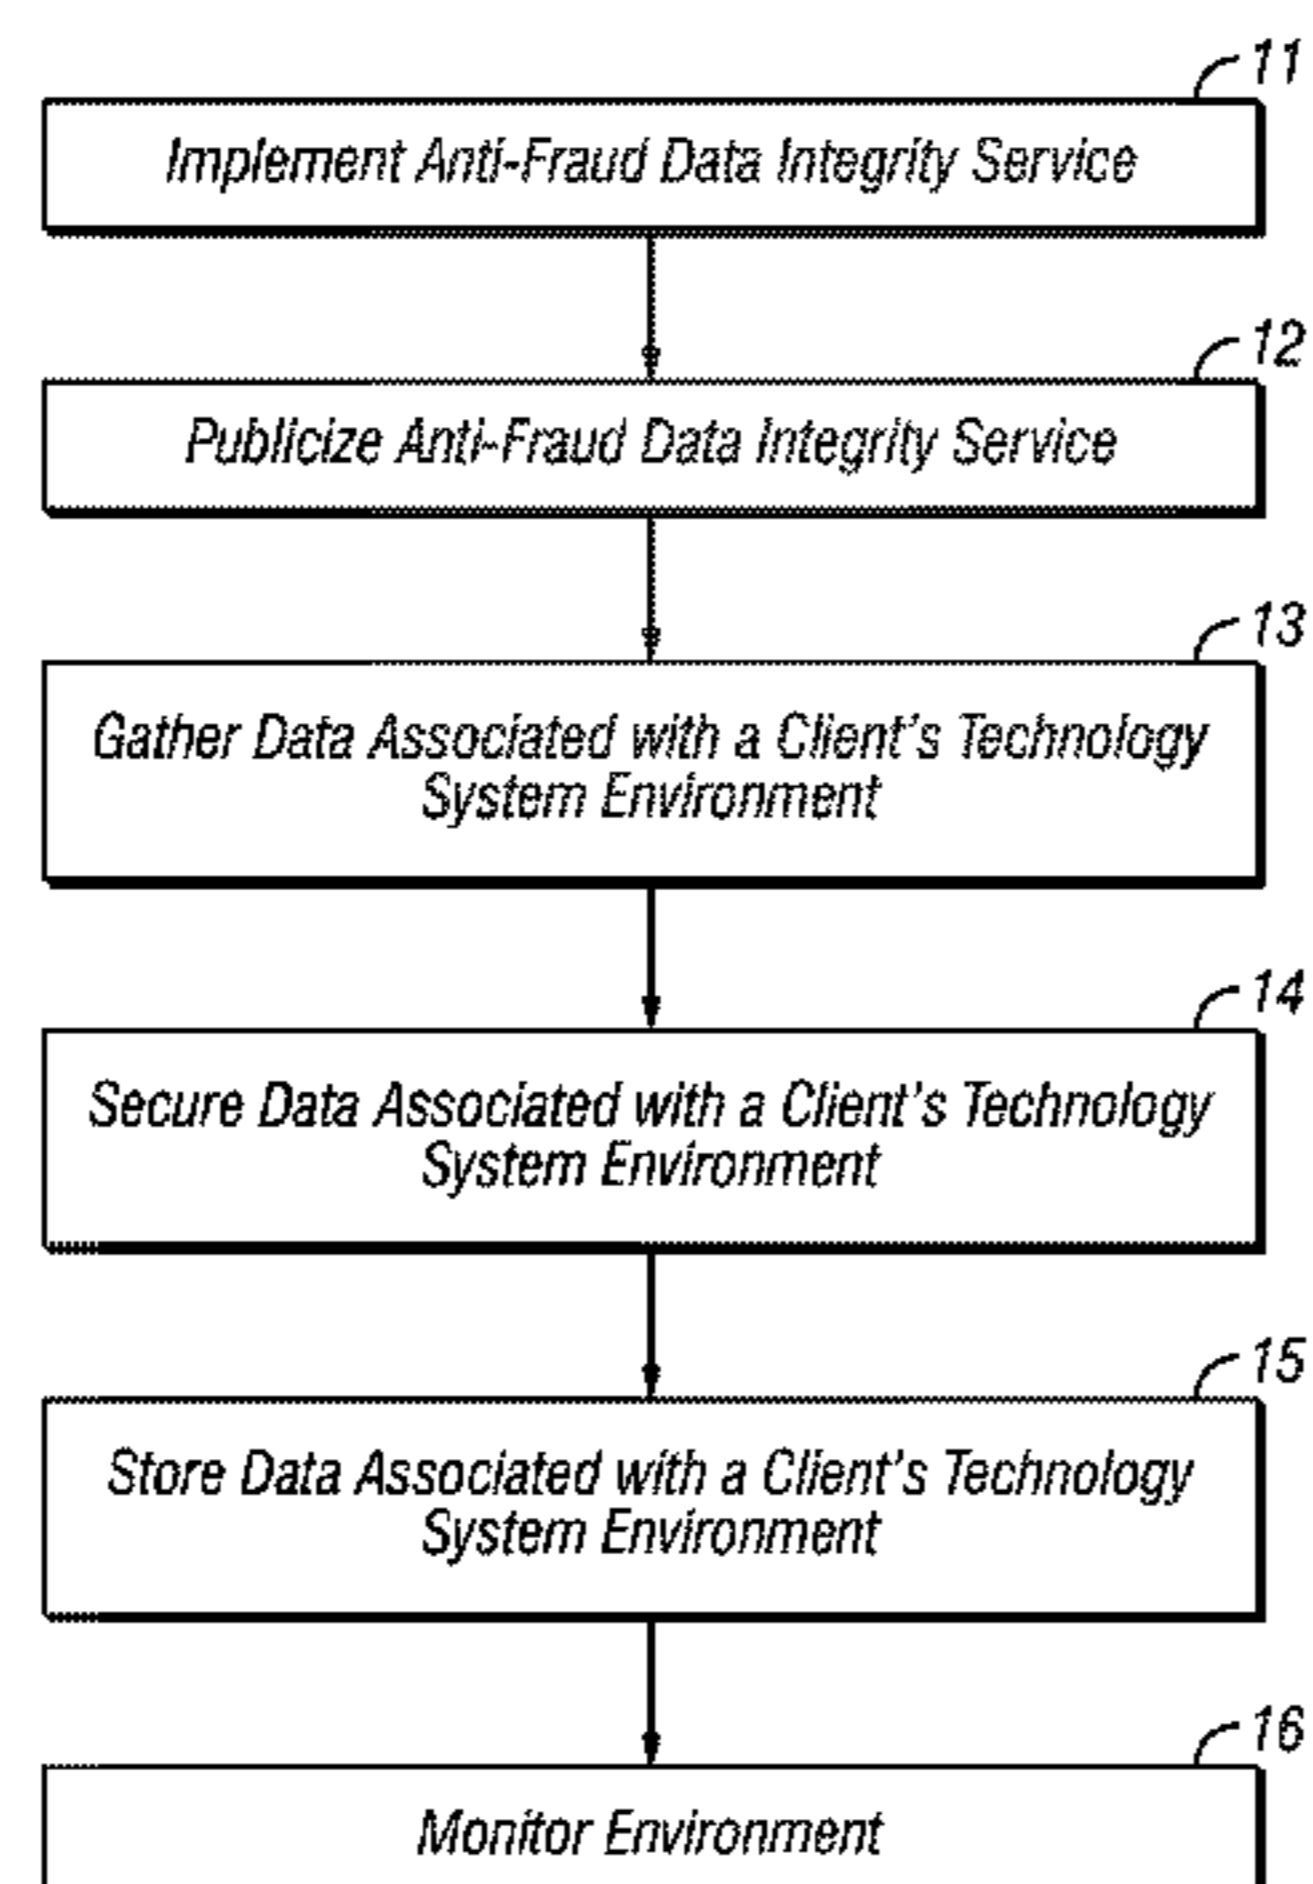 11
Implement Anti-Fraud Data Integrity Service
12
Publicize Anti-Fraud Data Integrity Service
13
Gather Data Associated with a Client's Technology
System Environment
14
Secure Data Associated with a Client's Technology
System Environment
15
Store Data Associated with a Client's Technology
System Environment
16
Monitor Environment